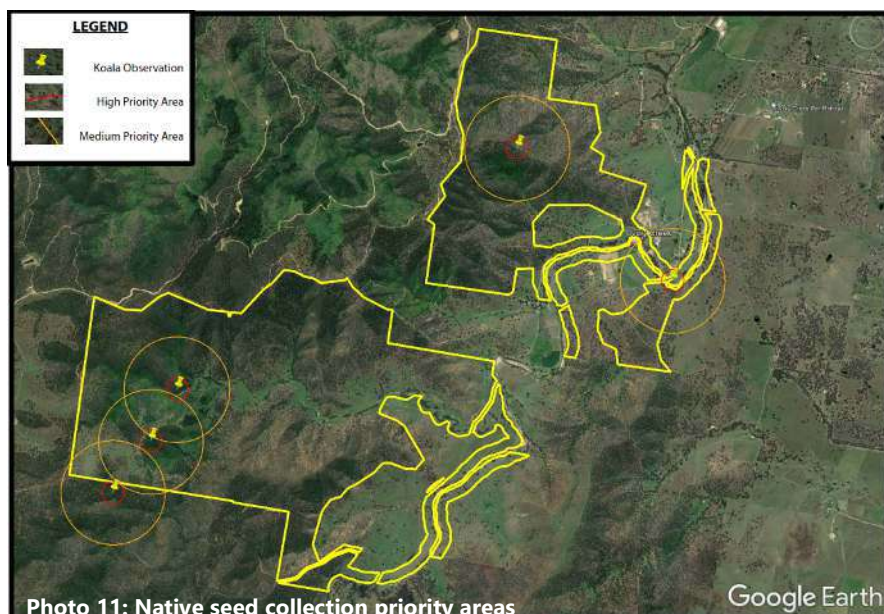 LEGEND
Koala Observation
High Priority Area
Medium Priority Area
Photo 11: Native seed collection priority areas
Google Earth